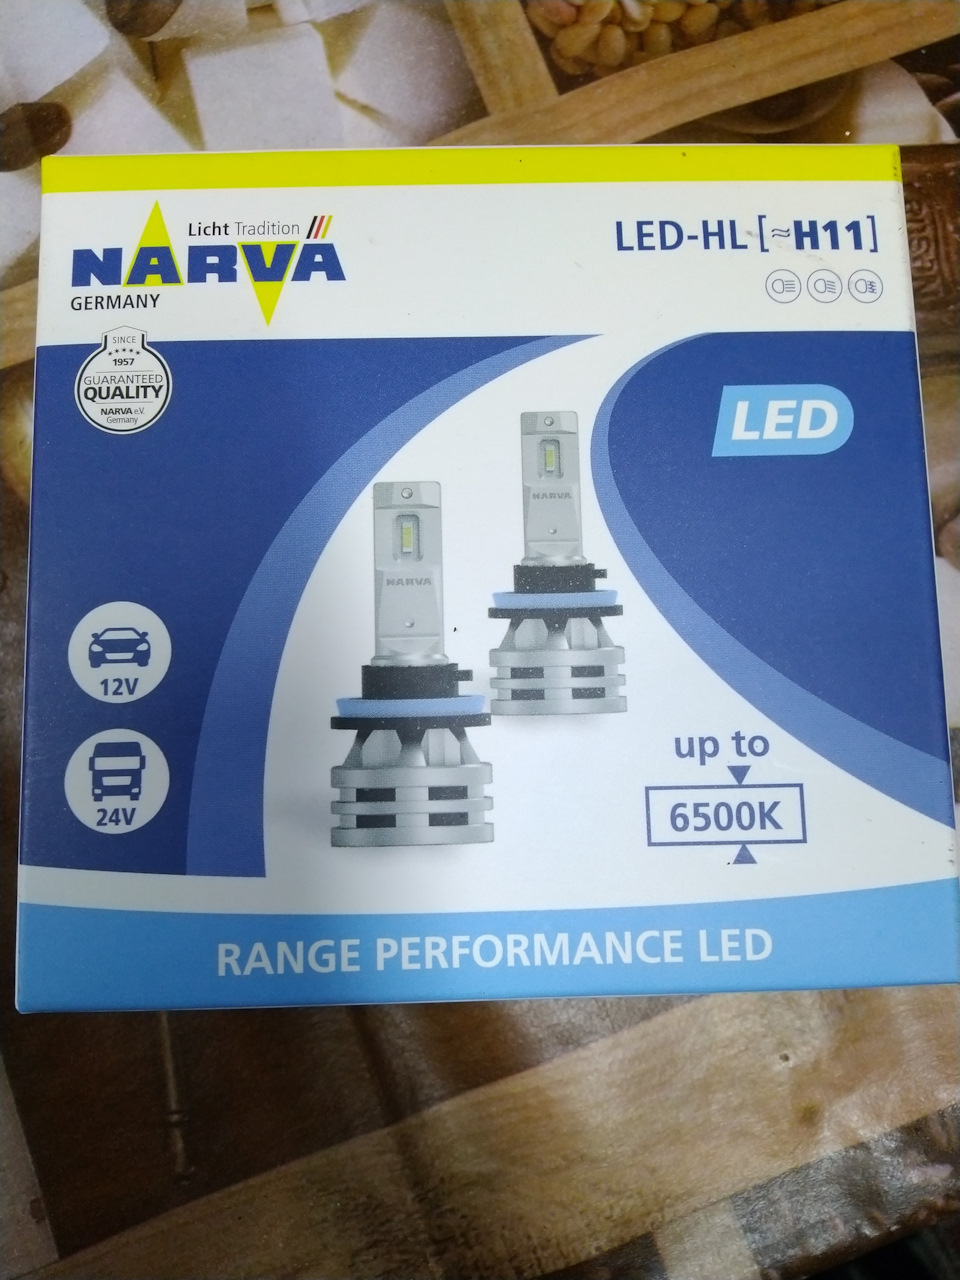 Licht Tradition
NARVA
GERMANY
LED-HL [≈H11]
SINCE
1957
GUARANTEED
QUALITY
NARVA e.V.
Germany
LED
NARVA
NARVA
12V
24V
up to
6500K
RANGE PERFORMANCE LED